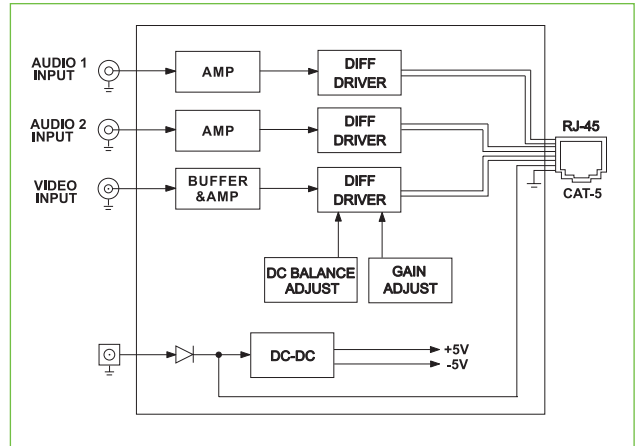 AUDIO 1
INPUT
AMP
DIFF
DRIVER
AUDIO 2
INPUT
AMP
DIFF
DRIVER
RJ-45
VIDEO
INPUT
BUFFER
&AMP
DIFF
DRIVER
CAT-5
DC BALANCE
ADJUST
GAIN
ADJUST
DC-DC
+5V
-5V